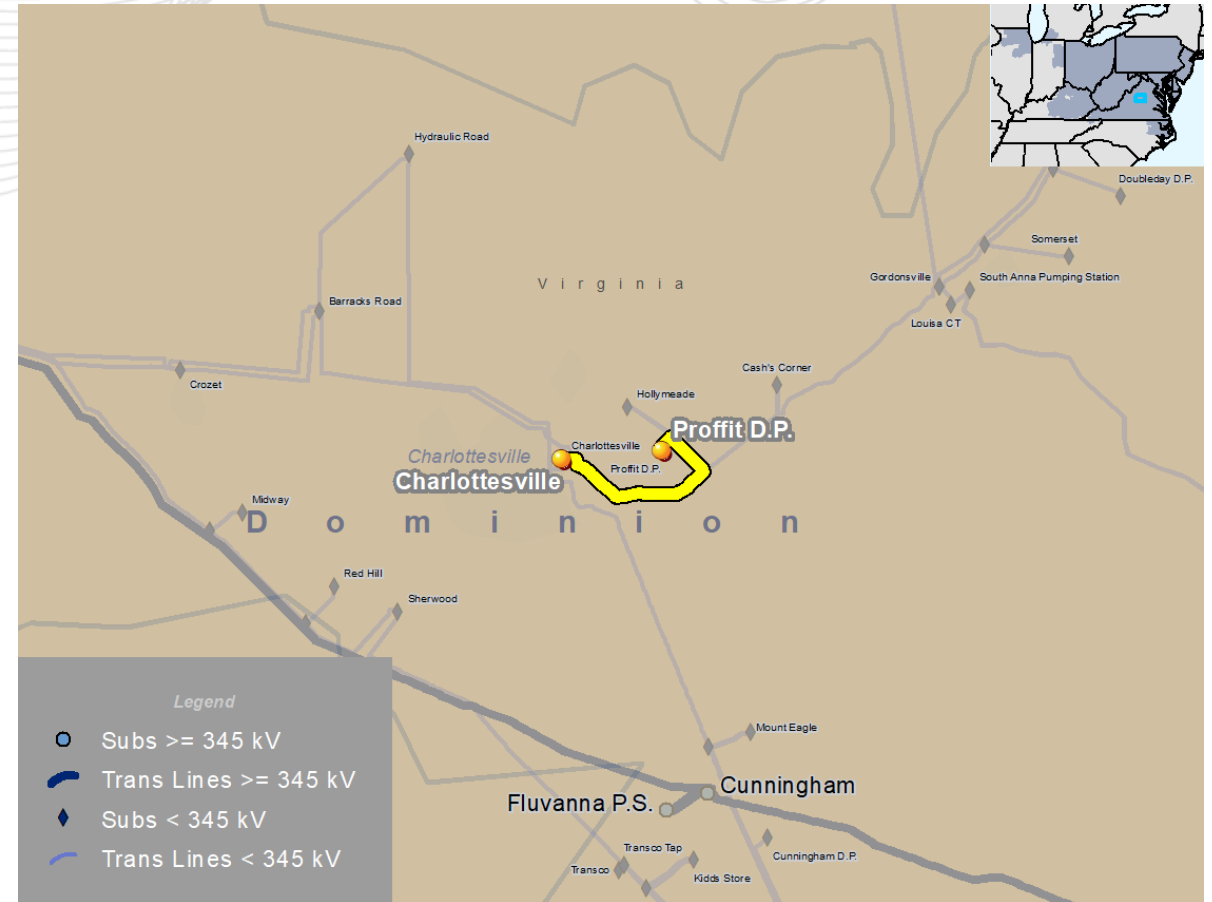 Hydraulic Road
Doubleday D.P.
Somerset
Virginia
Gordonsville
South Anna Pumping Station
Barracks Road
Louisa CT
Cash's Corner
Crozet
Hollymeade
Proffit D.P.
Charlottesville
Charlottesville
Proffit D.P.
Charlottesville
Midway
Dominion
Red Hill
Sherwood
Legend
Subs >= 345 kV
Trans Lines >= 345 kV
Subs < 345 kV
Trans Lines < 345 kV
Mount Eagle
Cunningham
Fluvanna P.S.
Transco Tap
Cunningham D.P.
Transco
Kidds Store